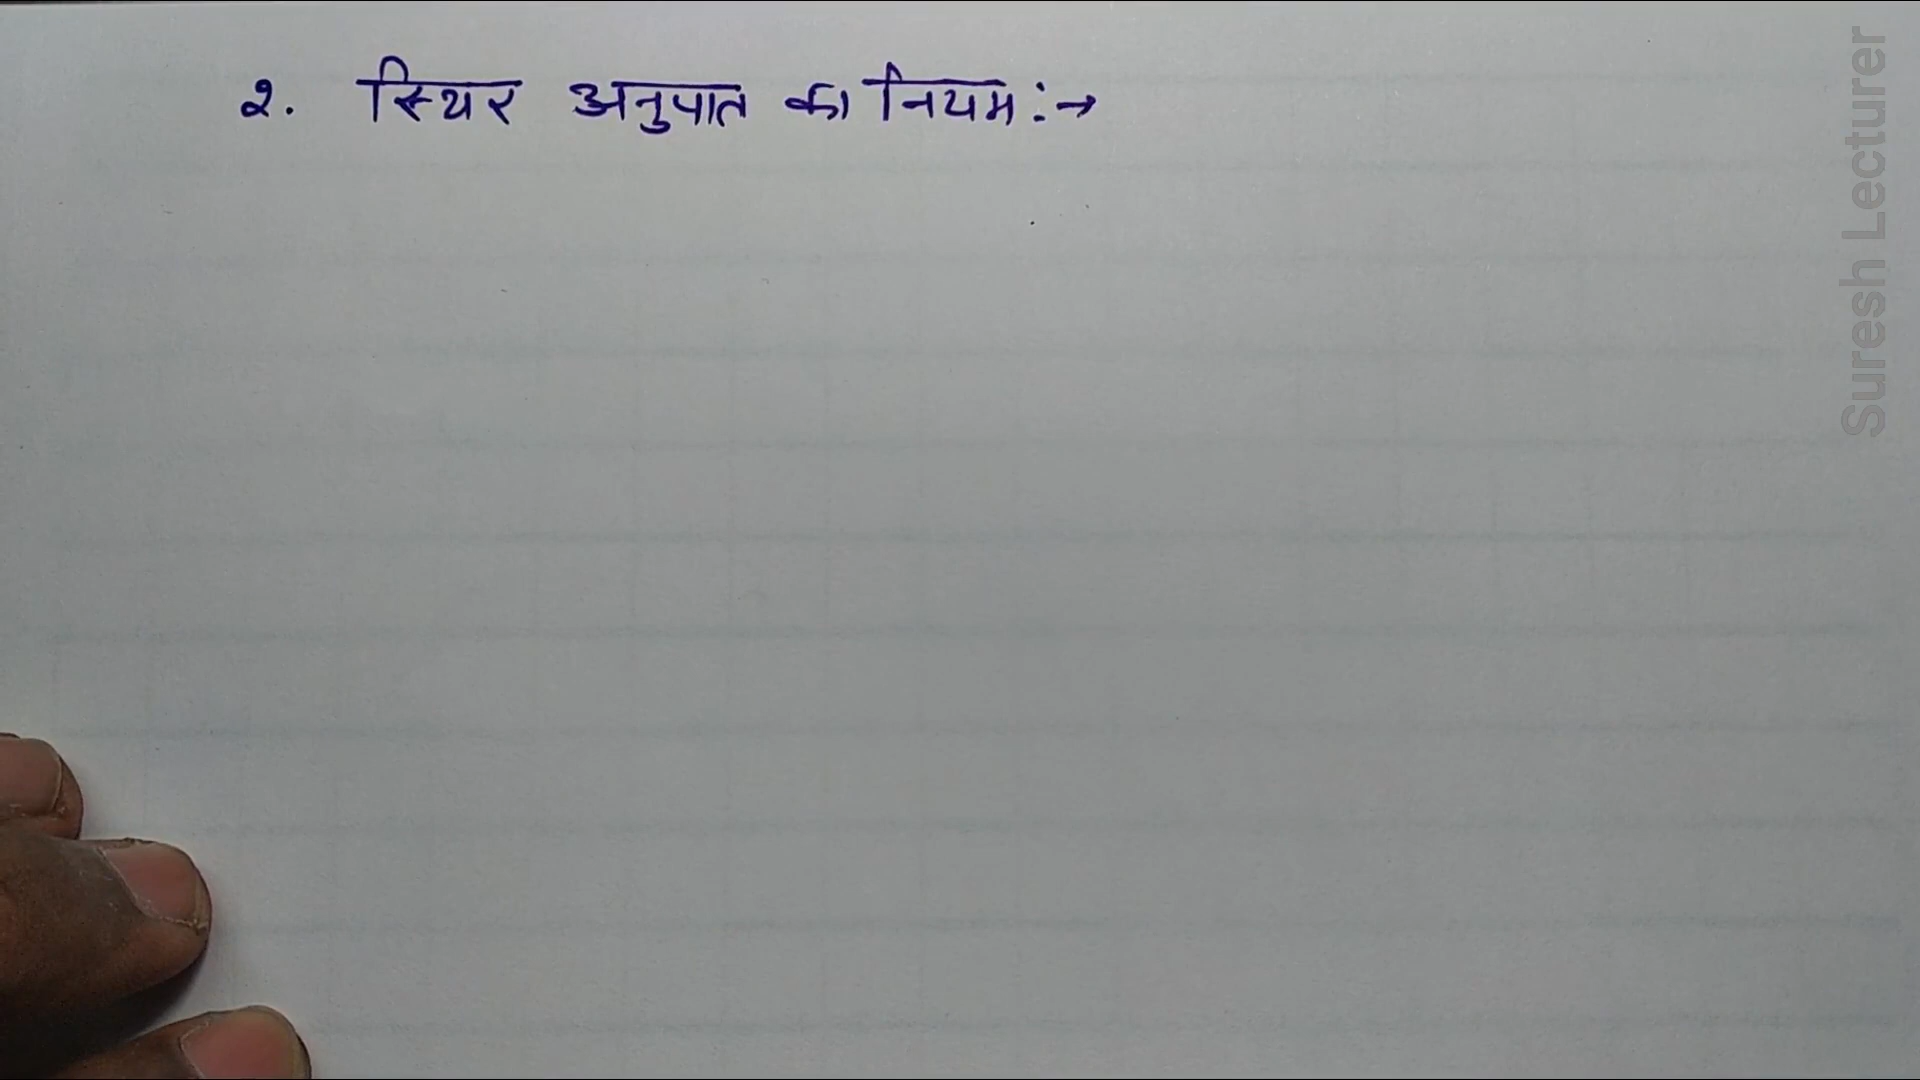 २. स्थिर अनुपात का नियम :→
Suresh Lecturer